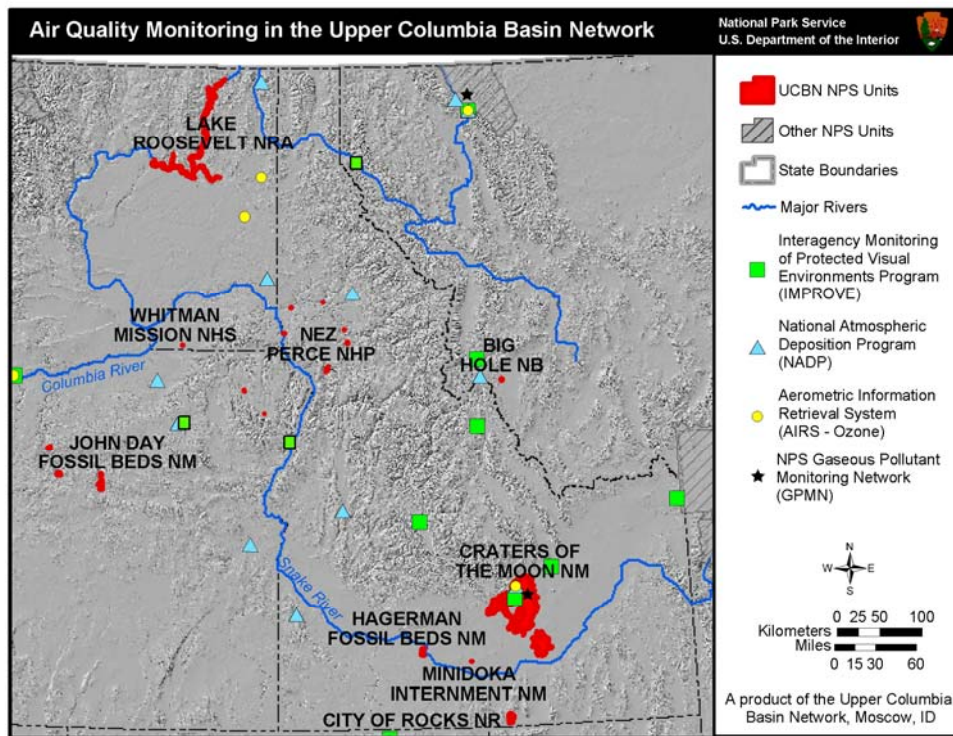 Air Quality Monitoring in the Upper Columbia Basin Network
National Park Service
U.S. Department of the Interior
LAKE
ROOSEVELT NRA
WHITMAN
MISSION NHS
NEZ
PERCE NHP
BIG
HOLE NB
Columbia River
JOHN DAY
FOSSIL BEDS NM
Snake River
CRATERS OF
THE MOON NM
HAGERMAN
FOSSIL BEDS NM
MINIDOKA
INTERNMENT NM
CITY OF ROCKS NR
UCBN NPS Units
Other NPS Units
State Boundaries
Major Rivers
Interagency Monitoring
of Protected Visual
Environments Program
(IMPROVE)
National Atmospheric
Deposition Program
(NADP)
Aerometric Information
Retrieval System
(AIRS - Ozone)
NPS Gaseous Pollutant
Monitoring Network
(GPMN)
N
W E
S
0 25 50 100
Kilometers
Miles
0 15 30 60
A product of the Upper Columbia
Basin Network, Moscow, ID